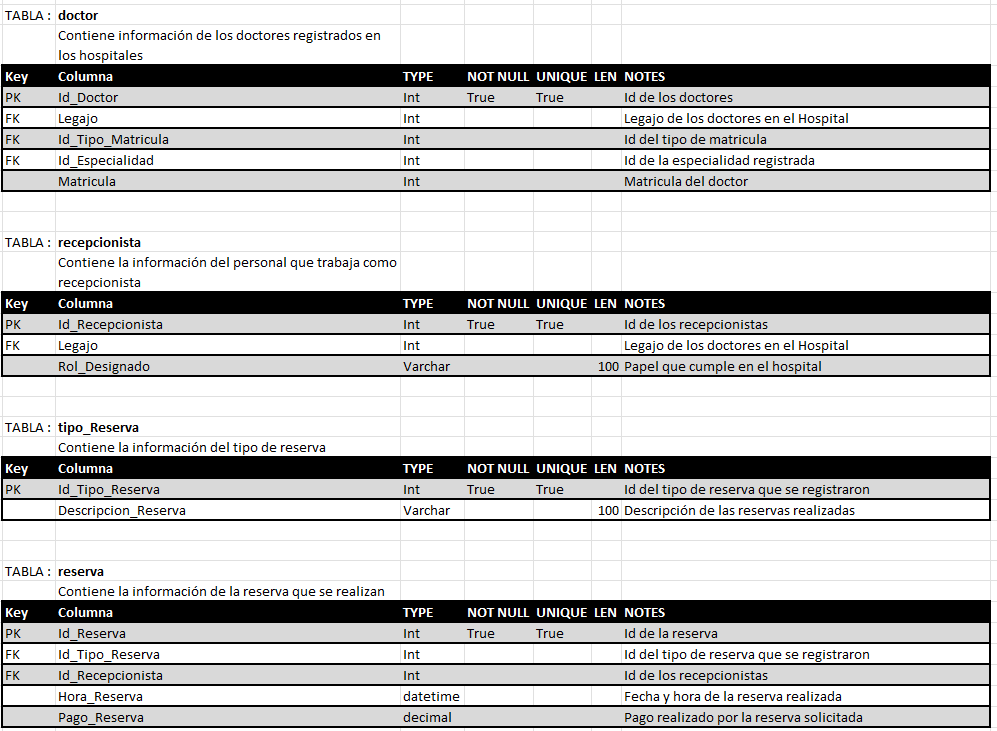 TABLA : doctor
Contiene información de los doctores registrados en
los hospitales
Key Columna TYPE NOT NULL UNIQUE LEN NOTES
PK Id_Doctor Int True True Id de los doctores
FK Legajo Int Legajo de los doctores en el Hospital
FK Id_Tipo_Matricula Int Id del tipo de matricula
FK Id_Especialidad Int Id de la especialidad registrada
Matricula Int Matricula del doctor
TABLA : recepcionista
Contiene la información del personal que trabaja como
recepcionista
Key Columna TYPE NOT NULL UNIQUE LEN NOTES
PK Id_Recepcionista Int True True Id de los recepcionistas
FK Legajo Int Legajo de los doctores en el Hospital
Rol_Designado Varchar 100 Papel que cumple en el hospital
TABLA : tipo_Reserva
Contiene la información del tipo de reserva
Key Columna TYPE NOT NULL UNIQUE LEN NOTES
PK Id_Tipo_Reserva Int True True Id del tipo de reserva que se registraron
Descripcion_Reserva Varchar 100 Descripción de las reservas realizadas
TABLA : reserva
Contiene la información de la reserva que se realizan
Key Columna TYPE NOT NULL UNIQUE LEN NOTES
PK Id_Reserva Int True True Id de la reserva
FK Id_Tipo_Reserva Int Id del tipo de reserva que se registraron
FK Id_Recepcionista Int Id de los recepcionistas
Hora_Reserva datetime Fecha y hora de la reserva realizada
Pago_Reserva decimal Pago realizado por la reserva solicitada